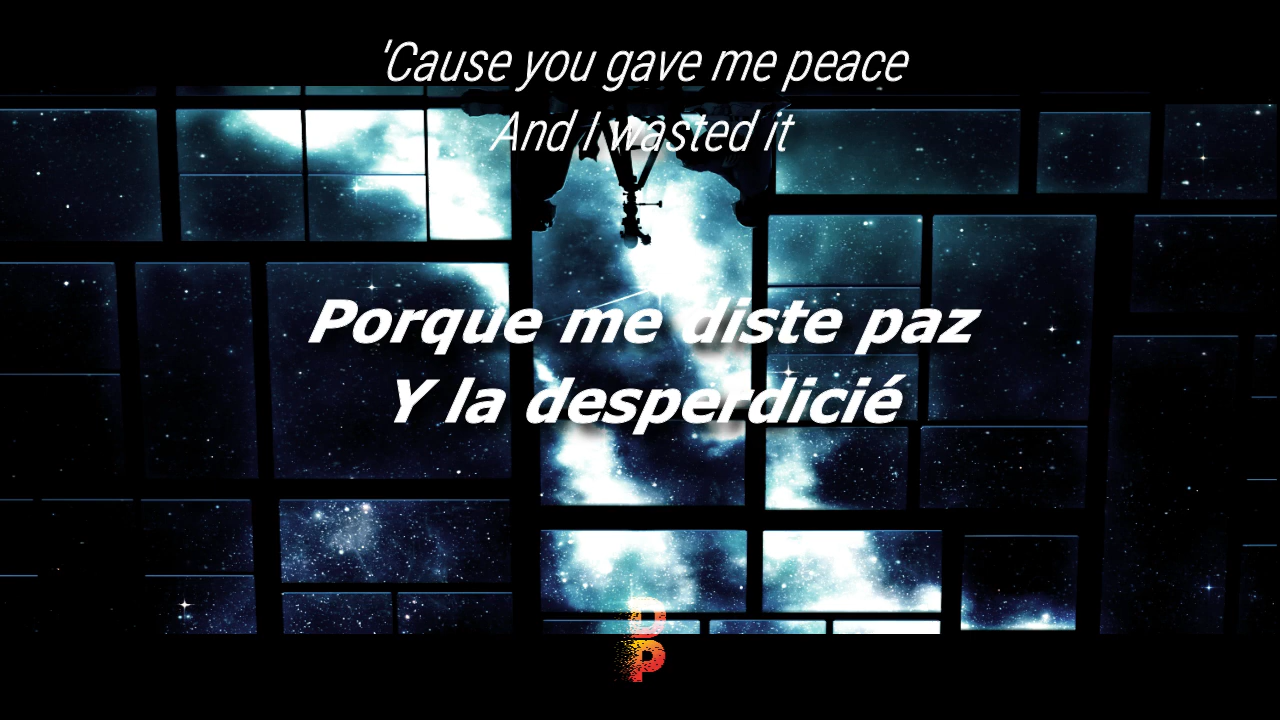 'Cause you gave me peace
And I wasted it
Porque me diste paz
Y la desperdicié
D
P